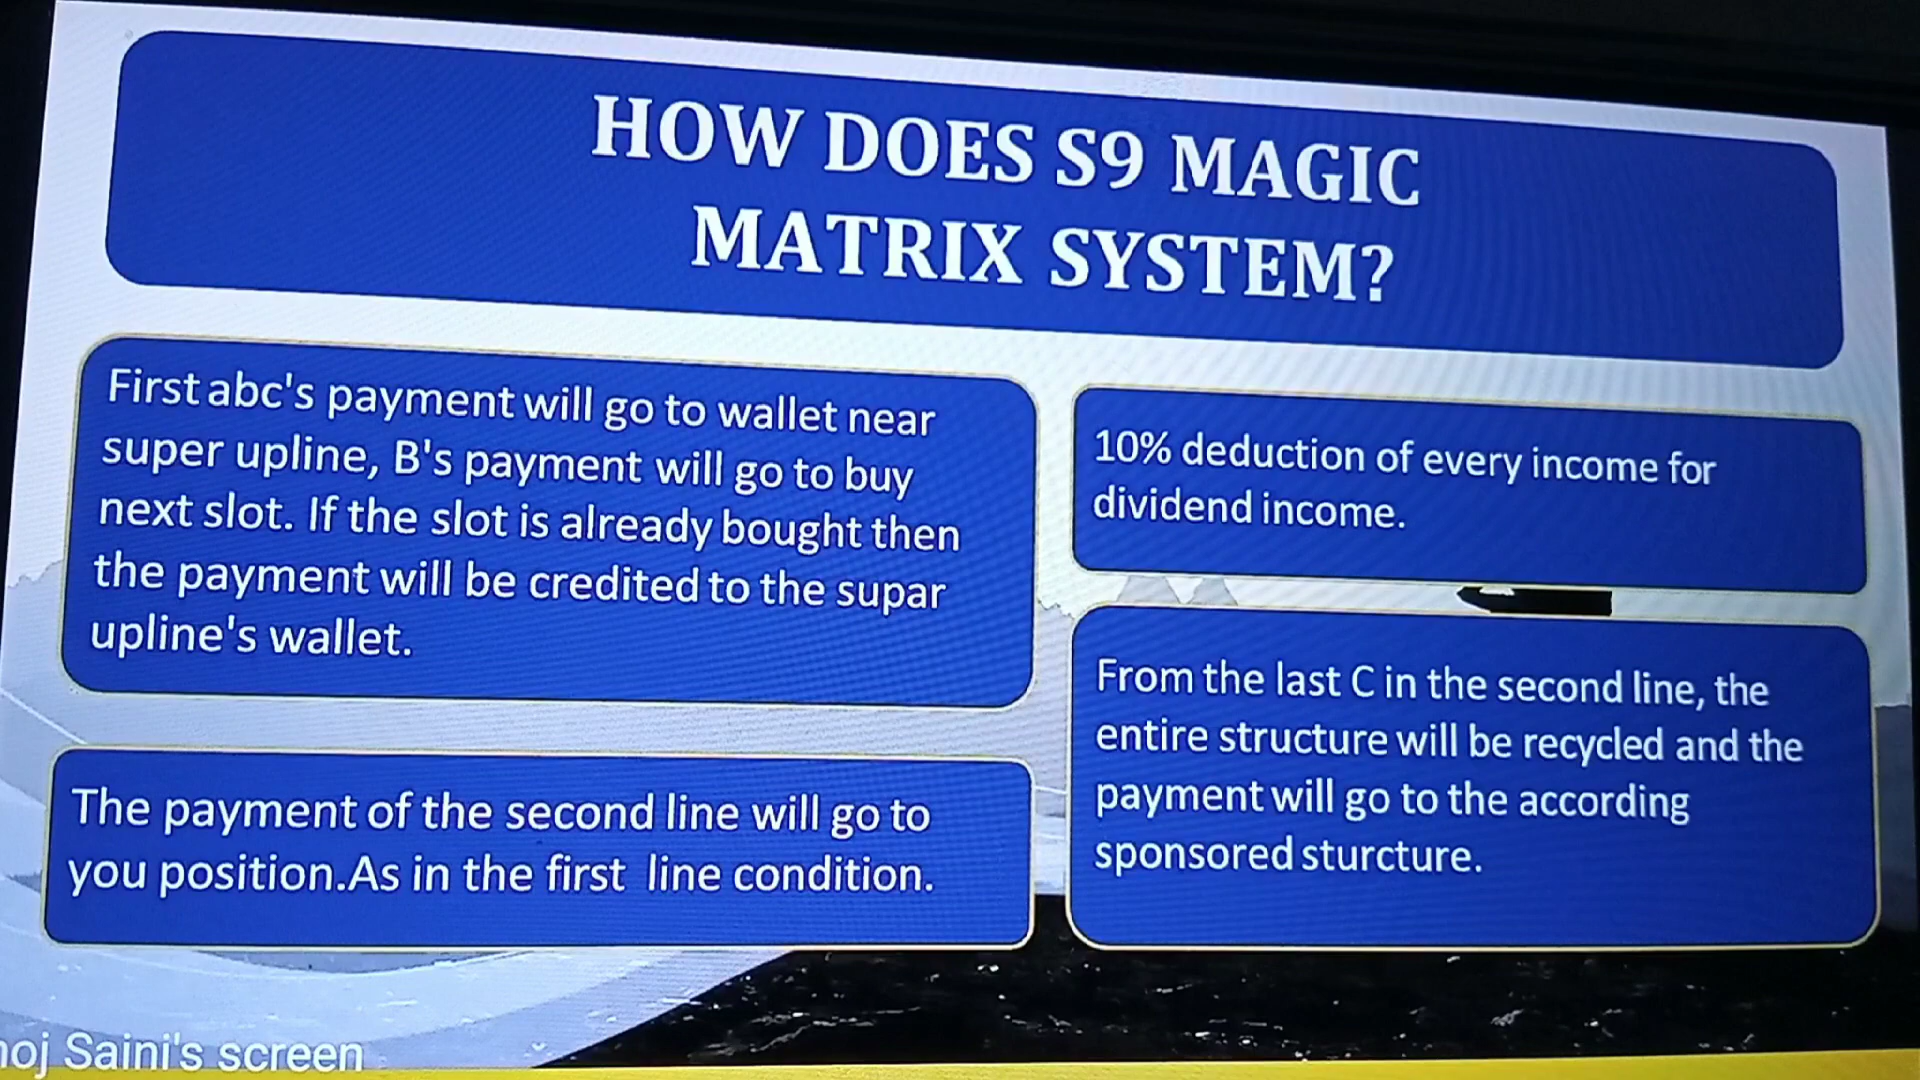 HOW DOES S9 MAGIC
MATRIX SYSTEM?
First abc's payment will go to wallet near
super upline, B's payment will go to buy
next slot. If the slot is already bought then
the payment will be credited to the supar
upline's wallet.
The payment of the second line will go to
you position.As in the first line condition.
10% deduction of every income for
dividend income.
From the last C in the second line, the
entire structure will be recycled and the
payment will go to the according
sponsored sturcture.
Saini's screen